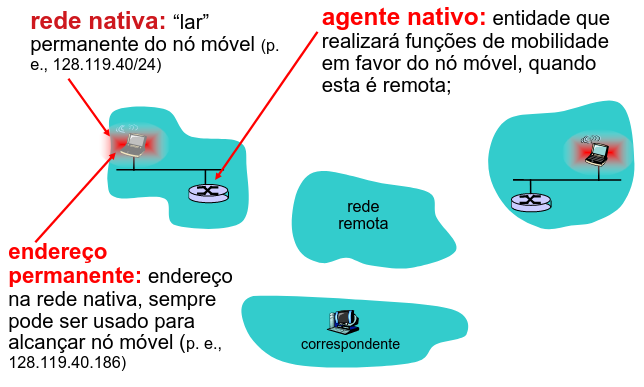 rede nativa: “lar”
permanente do nó móvel (p.
e., 128.119.40/24)
agente nativo: entidade que
realizará funções de mobilidade
em favor do nó móvel, quando
esta é remota;
rede
remota
endereço
permanente: endereço
na rede nativa, sempre
pode ser usado para
alcançar nó móvel (p. e.,
128.119.40.186)
correspondente